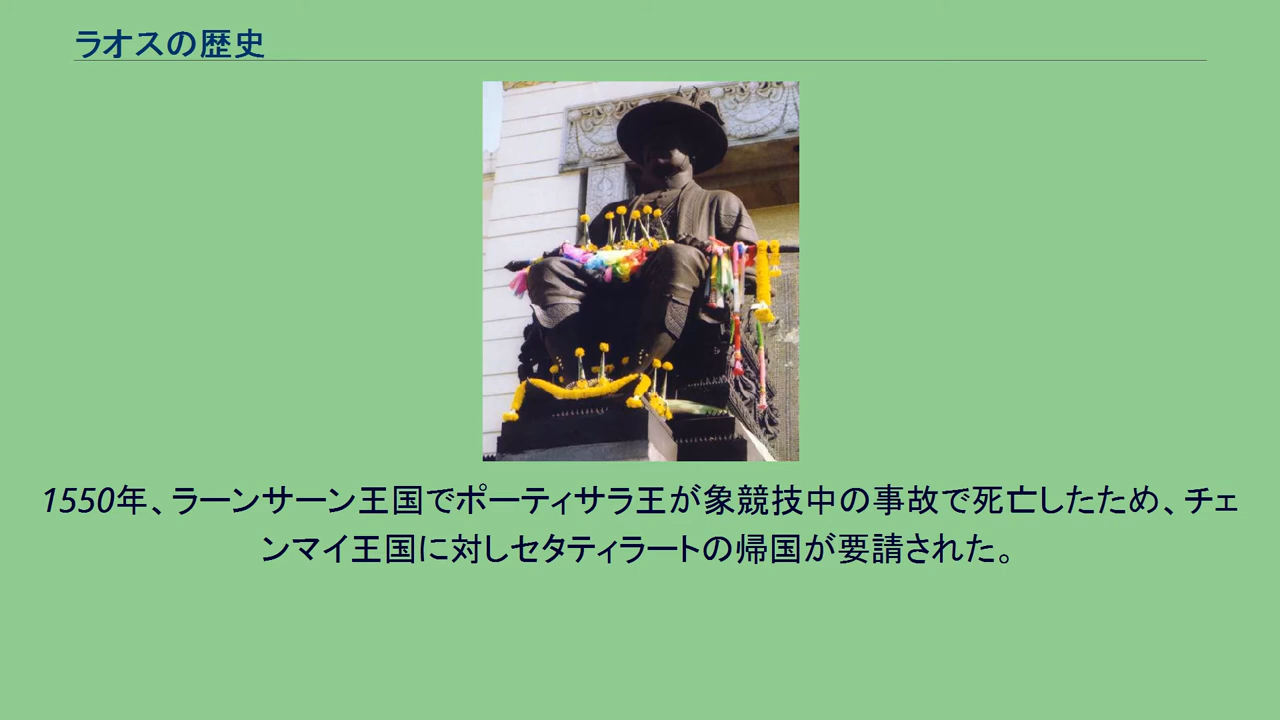 ラオスの歴史
1550年、ラーンサーン王国でポーティサラ王が象競技中の事故で死亡したため、チェ
ンマイ王国に対しセタティラートの帰国が要請された。